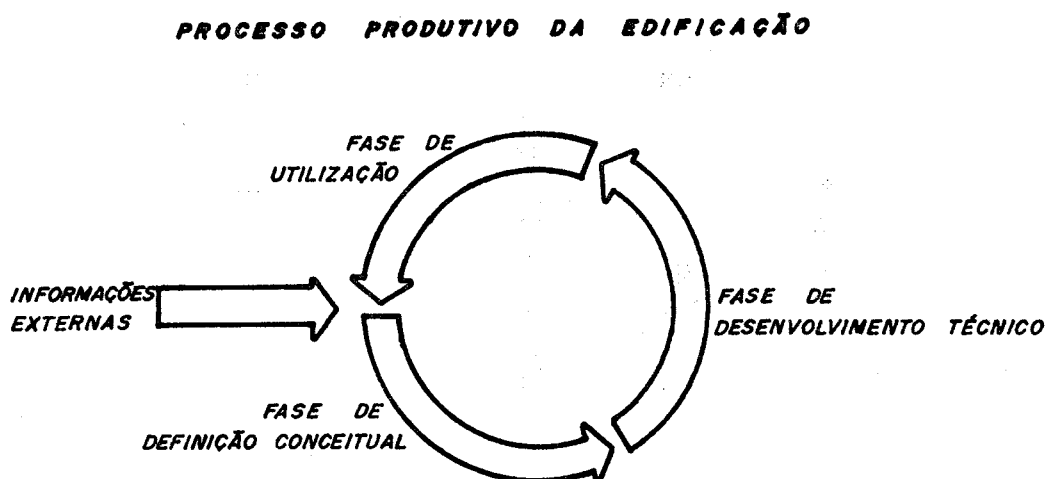 PROCESSO PRODUTIVO DA EDIFICAÇÃO
FASE DE
UTILIZAÇÃO
INFORMAÇÕES
EXTERNAS
FASE DE
DESENVOLVIMENTO TÉCNICO
FASE DE
DEFINIÇÃO CONCEITUAL